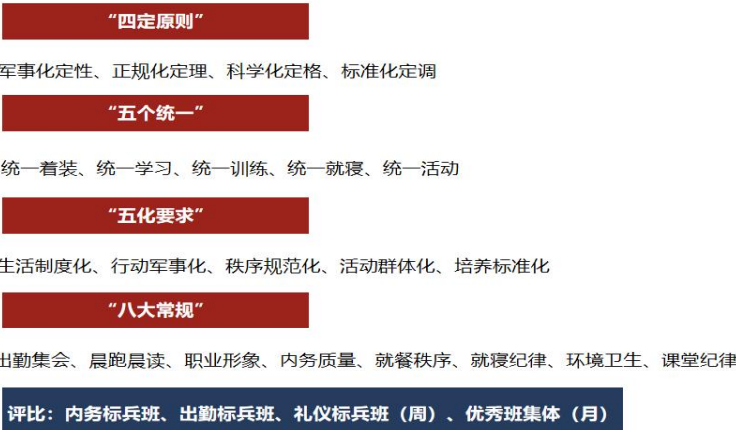 “四定原则”
军事化定性、正规化定理、科学化定格、标准化定调
“五个统一”
统一着装、统一学习、统一训练、统一就寝、统一活动
“五化要求”
生活制度化、行动军事化、秩序规范化、活动群体化、培养标准化
“八大常规”
出勤集会、晨跑晨读、职业形象、内务质量、就餐秩序、就寝纪律、环境卫生、课堂纪律
评比：内务标兵班、出勤标兵班、礼仪标兵班（周）、优秀班集体（月）